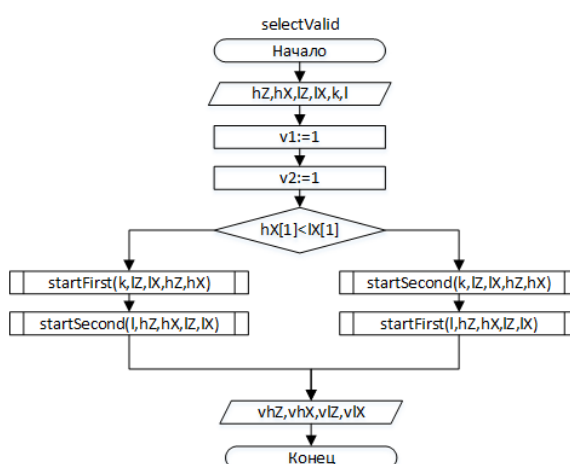 selectValid
Начало
hZ,hX,lZ,lX,k,l
v1:=1
v2:=1
hX[1]<lX[1]
startFirst(k,lZ,lX,hZ,hX)
startSecond(k,lZ,lX,hZ,hX)
startSecond(l,hZ,hX,lZ,lX)
startFirst(l,hZ,hX,lZ,lX)
vhZ,vhX,vlZ,vlX
Конец